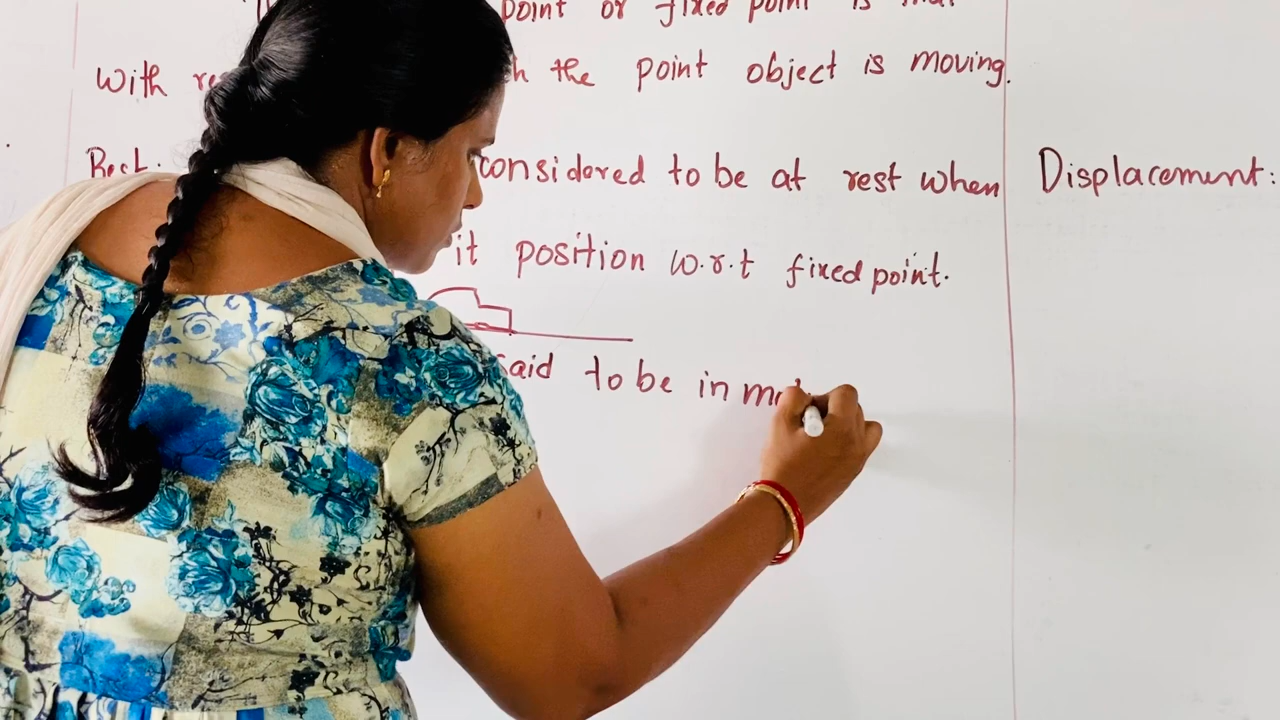 point or fixed point is that
with the point object is moving.
Rest: considered to be at rest when
it position w.r.t fixed point.
said to be in
Displacement: